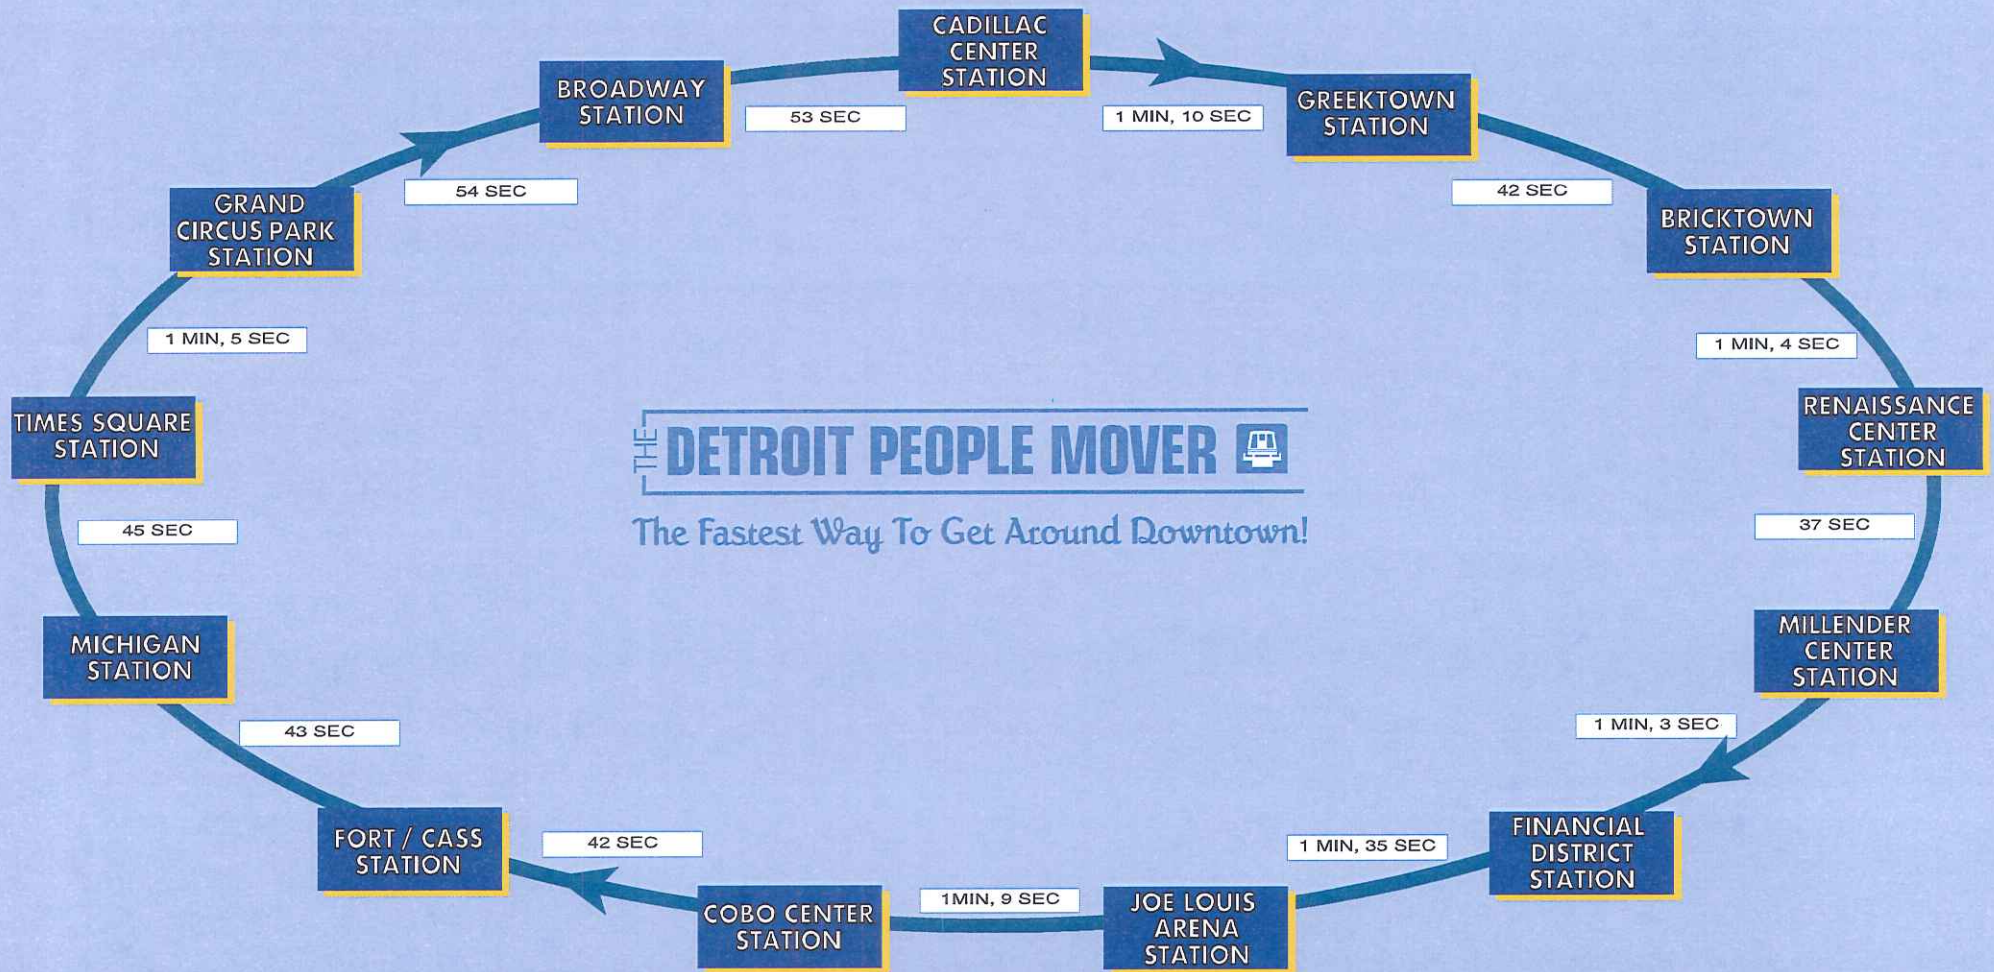 CADILLAC
CENTER
STATION
1 MIN, 10 SEC
GREEKTOWN
STATION
42 SEC
BRICKTOWN
STATION
1 MIN, 4 SEC
RENAISSANCE
CENTER
STATION
37 SEC
MILLENDER
CENTER
STATION
1 MIN, 3 SEC
FINANCIAL
DISTRICT
STATION
1 MIN, 35 SEC
JOE LOUIS
ARENA
STATION
1MIN, 9 SEC
COBO CENTER
STATION
42 SEC
FORT / CASS
STATION
43 SEC
MICHIGAN
STATION
45 SEC
TIMES SQUARE
STATION
1 MIN, 5 SEC
GRAND
CIRCUS PARK
STATION
54 SEC
BROADWAY
STATION
53 SEC
THE DETROIT PEOPLE MOVER
The Fastest Way To Get Around Downtown!